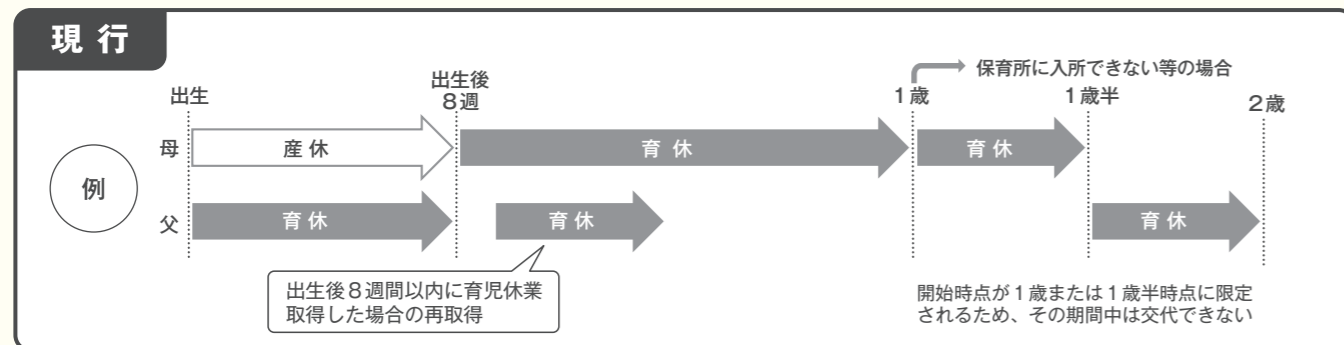 現行
保育所に入所できない等の場合
出生
出生後
8週
1歳
1歳半
2歳
例
母
産休
育休
育休
父
育休
育休
育休
出生後8週間以内に育児休業
取得した場合の再取得
開始時点が1歳または1歳半時点に限定
されるため、その期間中は交代できない